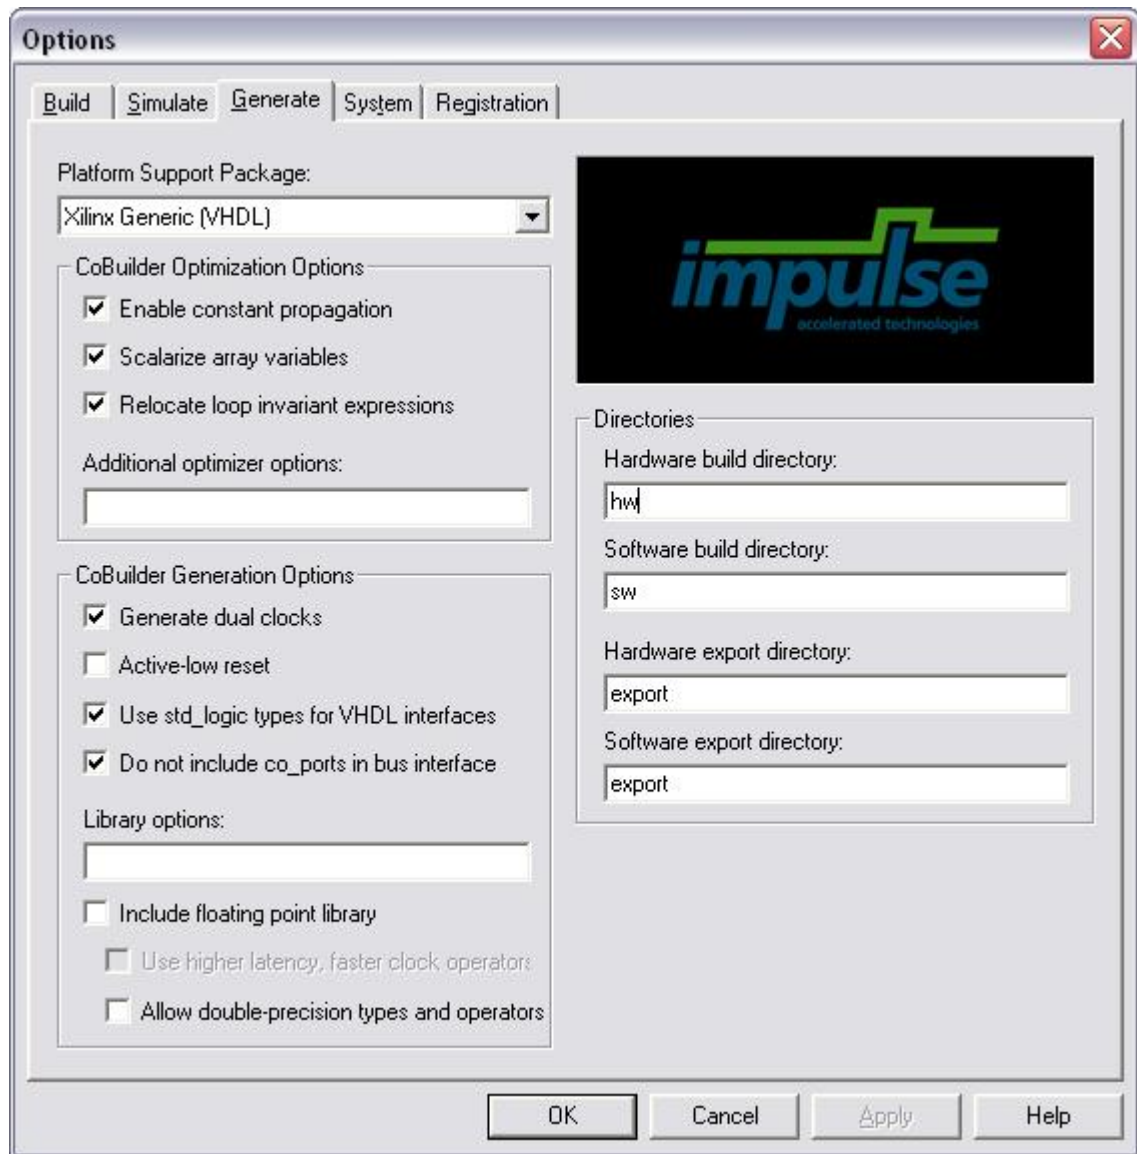 Options
Build
Simulate
Generate
System
Registration
Platform Support Package:
Xilinx Generic (VHDL)
CoBuilder Optimization Options
Enable constant propagation
Scalarize array variables
Relocate loop invariant expressions
Additional optimizer options:
CoBuilder Generation Options
Generate dual clocks
Active-low reset
Use std_logic types for VHDL interfaces
Do not include co_ports in bus interface
Library options:
Include floating point library
Use higher latency, faster clock operators
Allow double-precision types and operators
impulse
accelerated technologies
Directories
Hardware build directory:
hw
Software build directory:
sw
Hardware export directory:
export
Software export directory:
export
OK
Cancel
Apply
Help